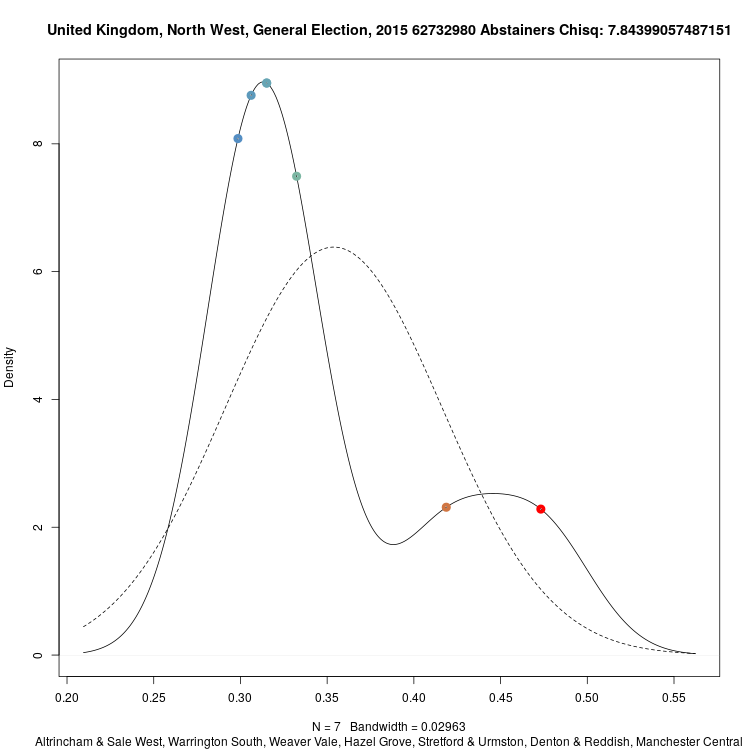 United Kingdom, North West, General Election, 2015 62732980 Abstainers Chisq: 7.84399057487151
Density
8
6
4
2
0
0.20 0.25 0.30 0.35 0.40 0.45 0.50 0.55
N = 7 Bandwidth = 0.02963
Altrincham & Sale West, Warrington South, Weaver Vale, Hazel Grove, Stretford & Urmston, Denton & Reddish, Manchester Central